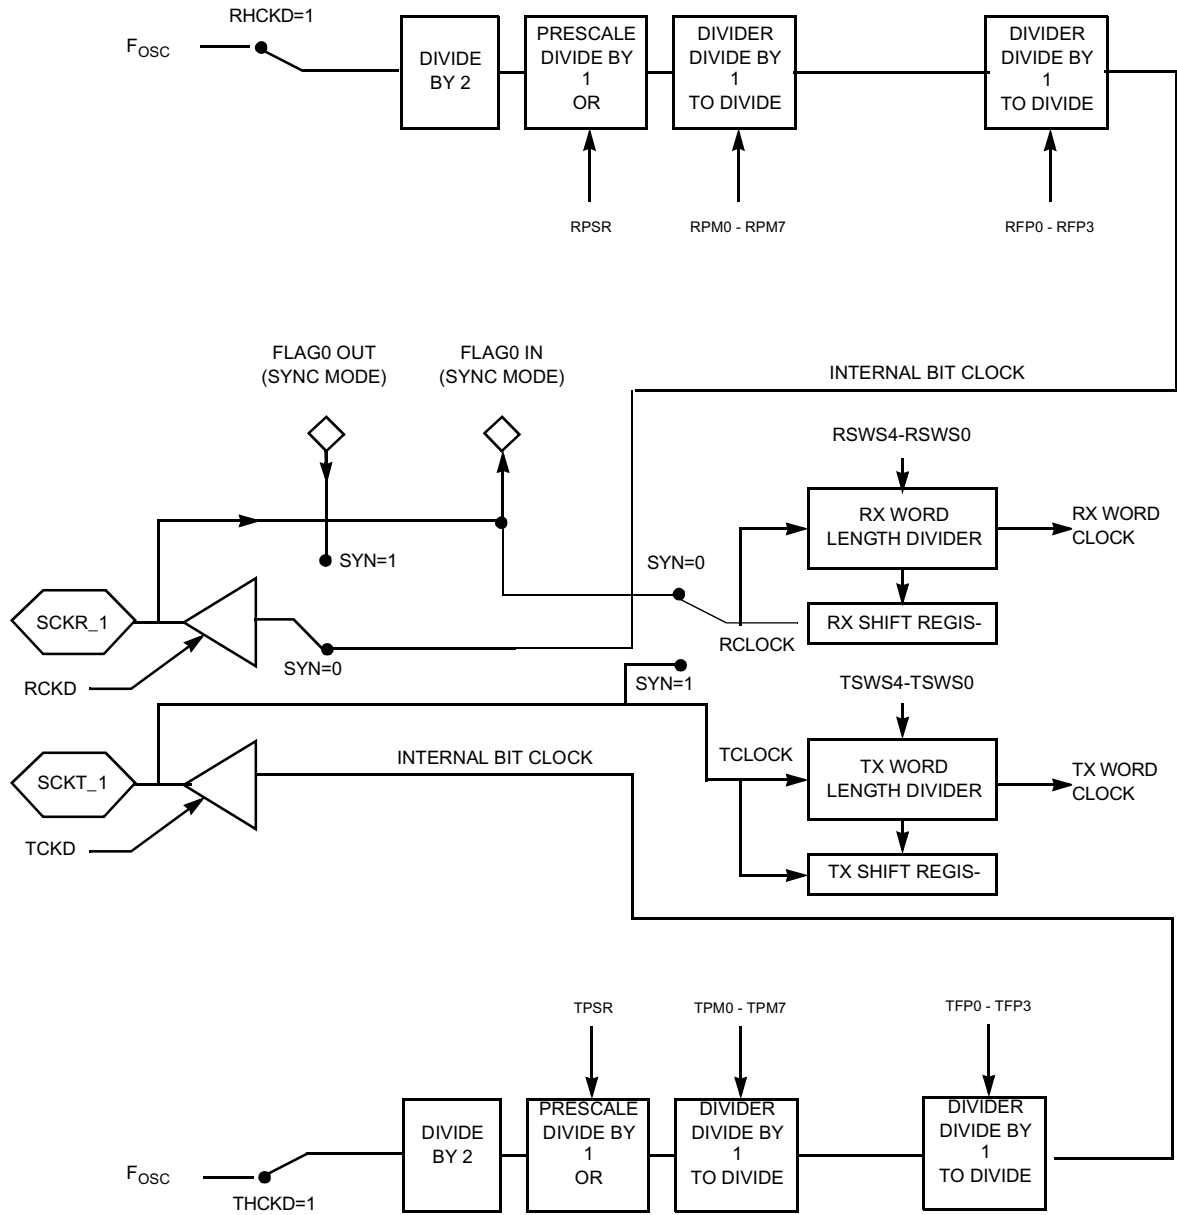 RHCKD=1
FOSC
DIVIDE
BY 2
PRESCALE
DIVIDE BY
1
OR
DIVIDER
DIVIDE BY
1
TO DIVIDE
DIVIDER
DIVIDE BY
1
TO DIVIDE
RPSR
RPM0 - RPM7
RFP0 - RFP3
FLAG0 OUT
(SYNC MODE)
FLAG0 IN
(SYNC MODE)
INTERNAL BIT CLOCK
RSWS4-RSWS0
RX WORD
LENGTH DIVIDER
RX WORD
CLOCK
SYN=1
SYN=0
SCKR_1
RX SHIFT REGIS-
RCLOCK
SYN=0
RCKD
SYN=1
TSWS4-TSWS0
INTERNAL BIT CLOCK
TCLOCK
TX WORD
LENGTH DIVIDER
TX WORD
CLOCK
SCKT_1
TCKD
TX SHIFT REGIS-
TPSR
TPM0 - TPM7
TFP0 - TFP3
DIVIDE
BY 2
PRESCALE
DIVIDE BY
1
OR
DIVIDER
DIVIDE BY
1
TO DIVIDE
DIVIDER
DIVIDE BY
1
TO DIVIDE
FOSC
THCKD=1